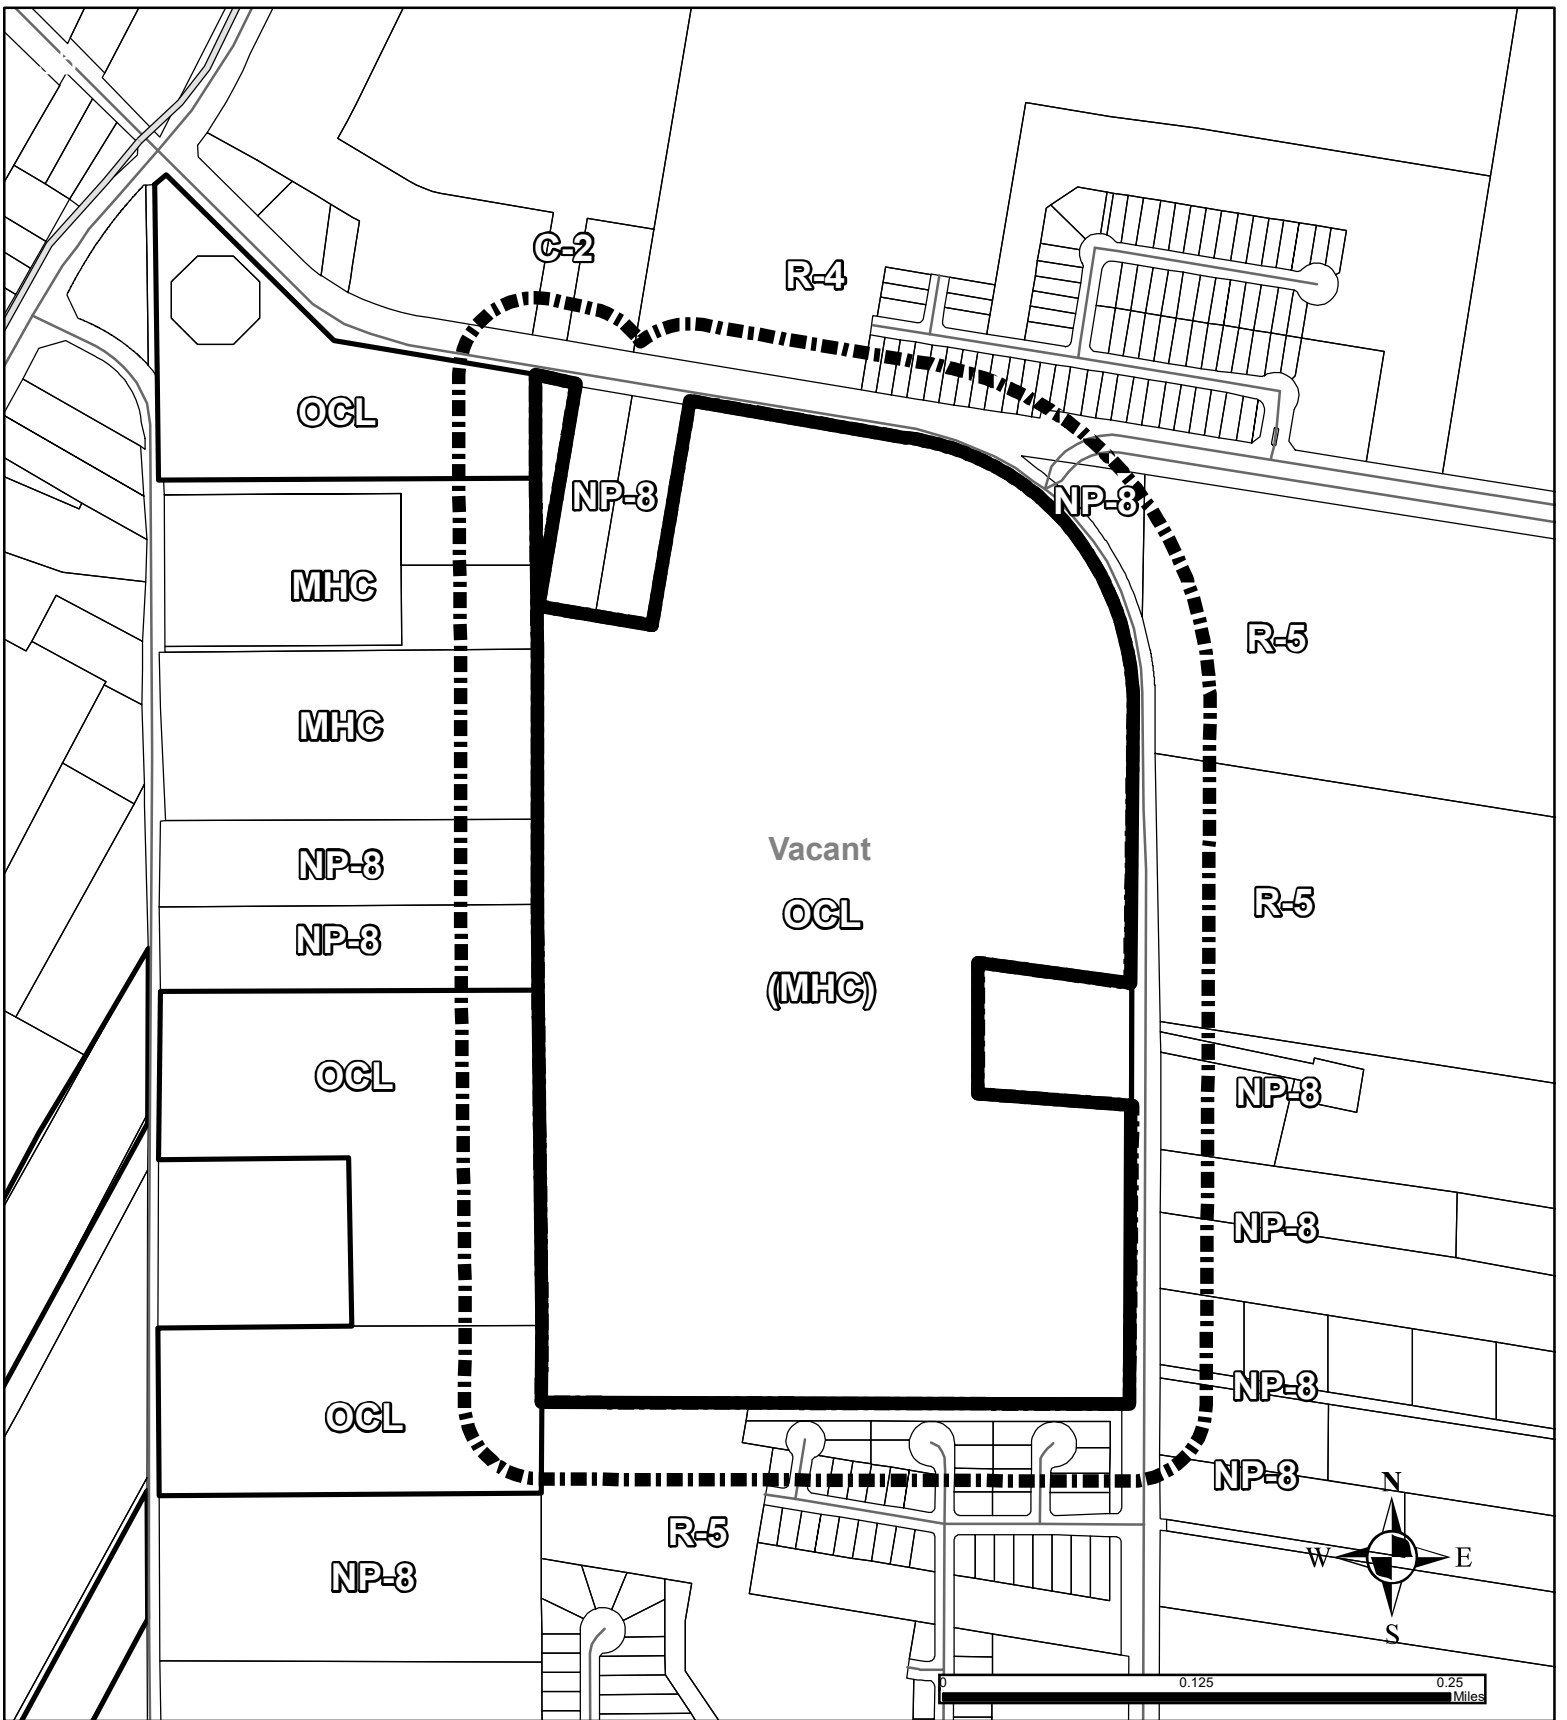 C-2
R-4
OCL
NP-8
NP-8
MHC
R-5
MHC
Vacant
NP-8
OCL
R-5
NP-8
(MHC)
OCL
NP-8
NP-8
NP-8
OCL
NP-8
R-5
NP-8
N
W
E
S
0
0.125
0.25
Miles